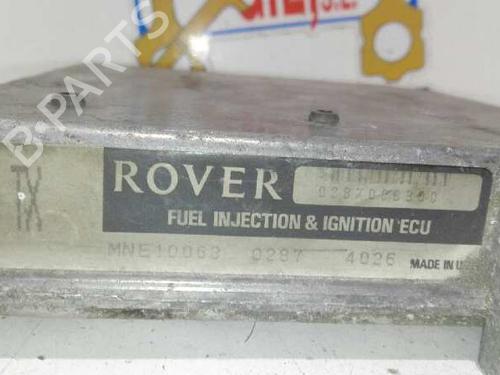 TX
ROVER
FUEL INJECTION & IGNITION ECU
MNE10063 0287 4026 MADE IN U
B-PARTS